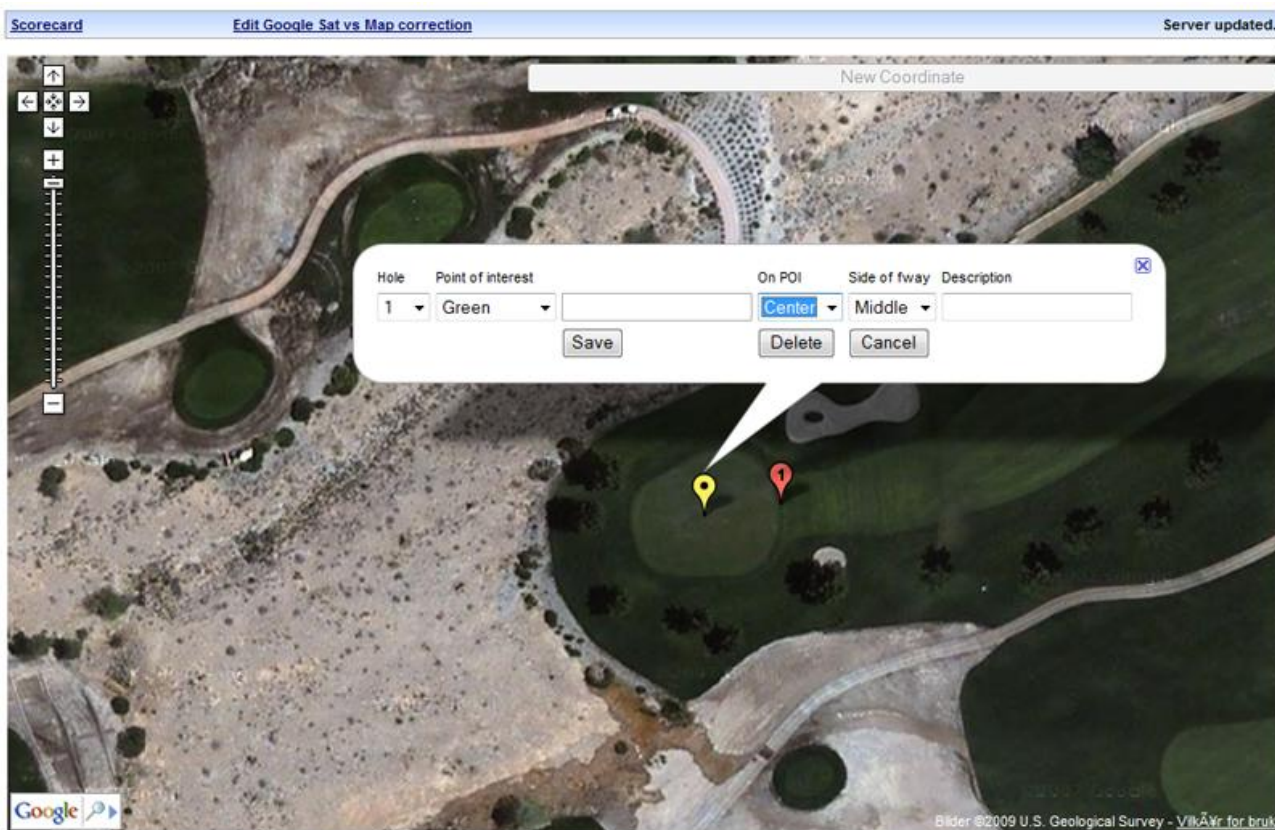 Scorecard Edit Google Sat vs Map correction Server updated.
New Coordinate
Hole Point of interest On POI Side of fway Description
1 Green Center Middle
Save Delete Cancel
1
Google
Bilder ©2009 U.S. Geological Survey - VilkÃ¥r for bruk